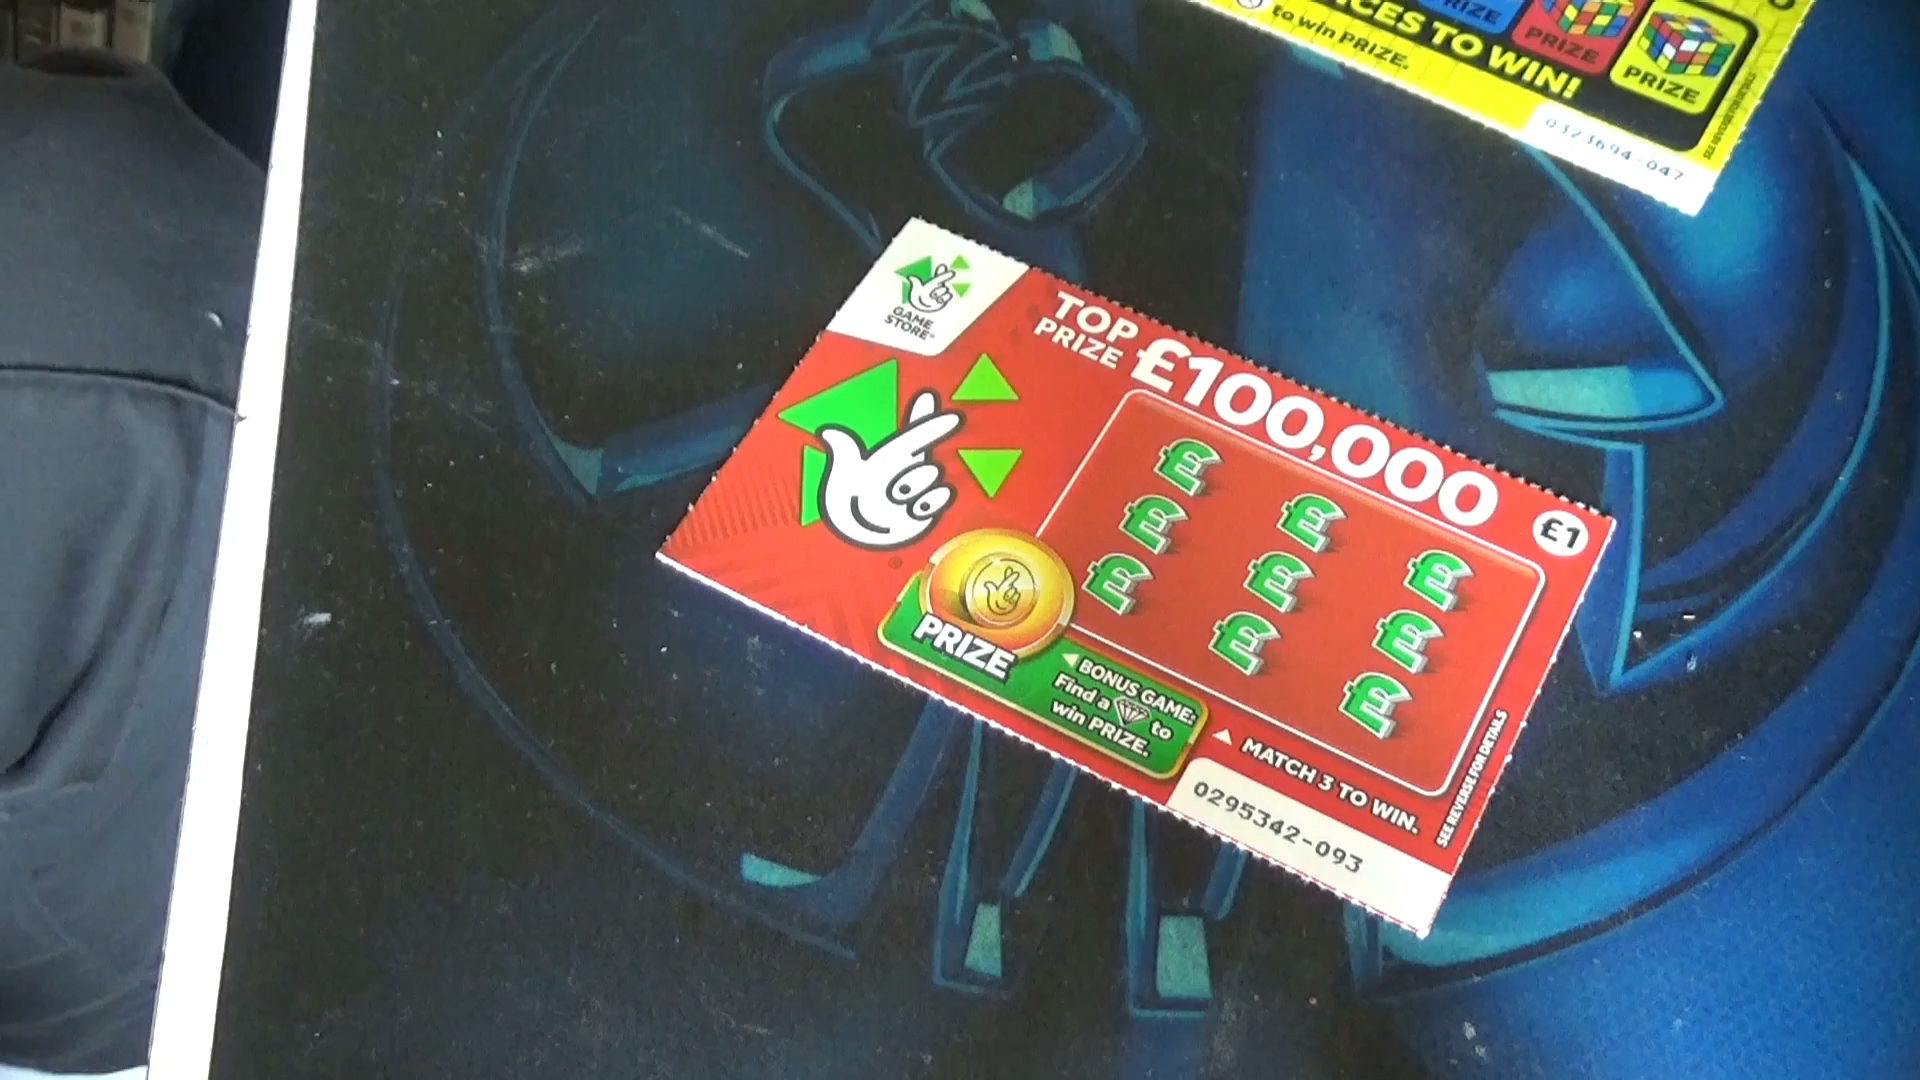 PRIZE
PRIZE
PRIZE
CES TO WIN!
to win PRIZE.
0323694-047
GAME
STORE
TOP
PRIZE
£100,000
£1
£ £ £
£ £ £
£ £ £
PRIZE
BONUS GAME:
Find a to
win PRIZE.
MATCH 3 TO WIN.
SEE REVERSE FOR DETAILS
0295342-093